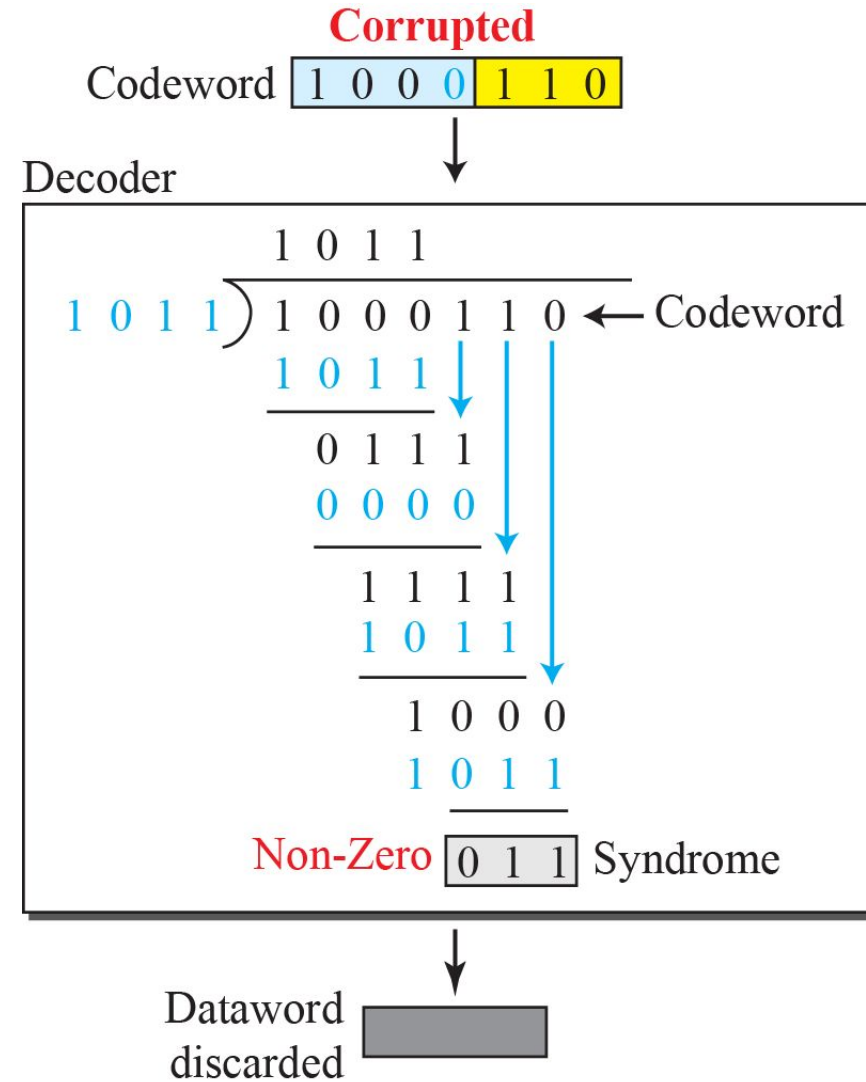 Corrupted
Codeword 1 0 0 0 1 1 0
Decoder
1 0 1 1
1 0 1 1 ) 1 0 0 0 1 1 0 Codeword
1 0 1 1
0 1 1 1
0 0 0 0
1 1 1 1
1 0 1 1
1 0 0 0
1 0 1 1
Non-Zero 0 1 1 Syndrome
Dataword
discarded